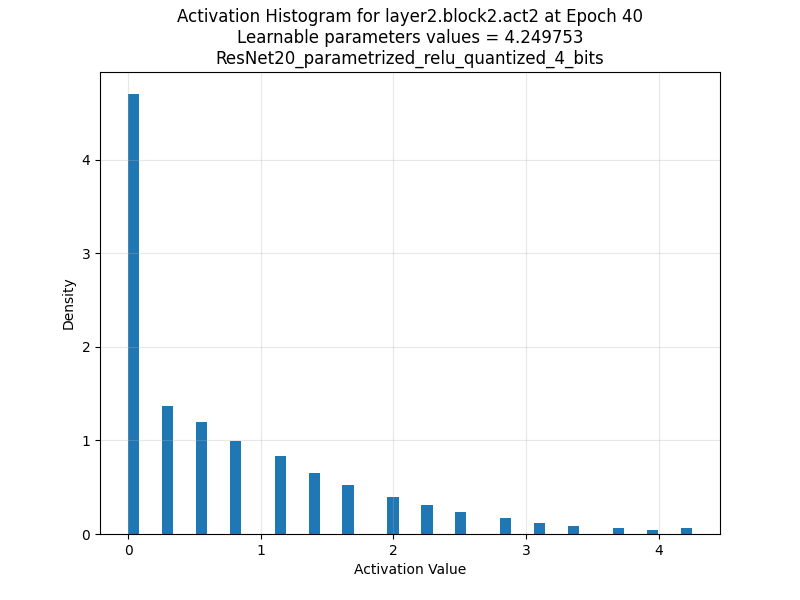 Activation Histogram for layer2.block2.act2 at Epoch 40
Learnable parameters values = 4.249753
ResNet20_parametrized_relu_quantized_4_bits
4
3
2
1
0
Density
0 1 2 3 4
Activation Value